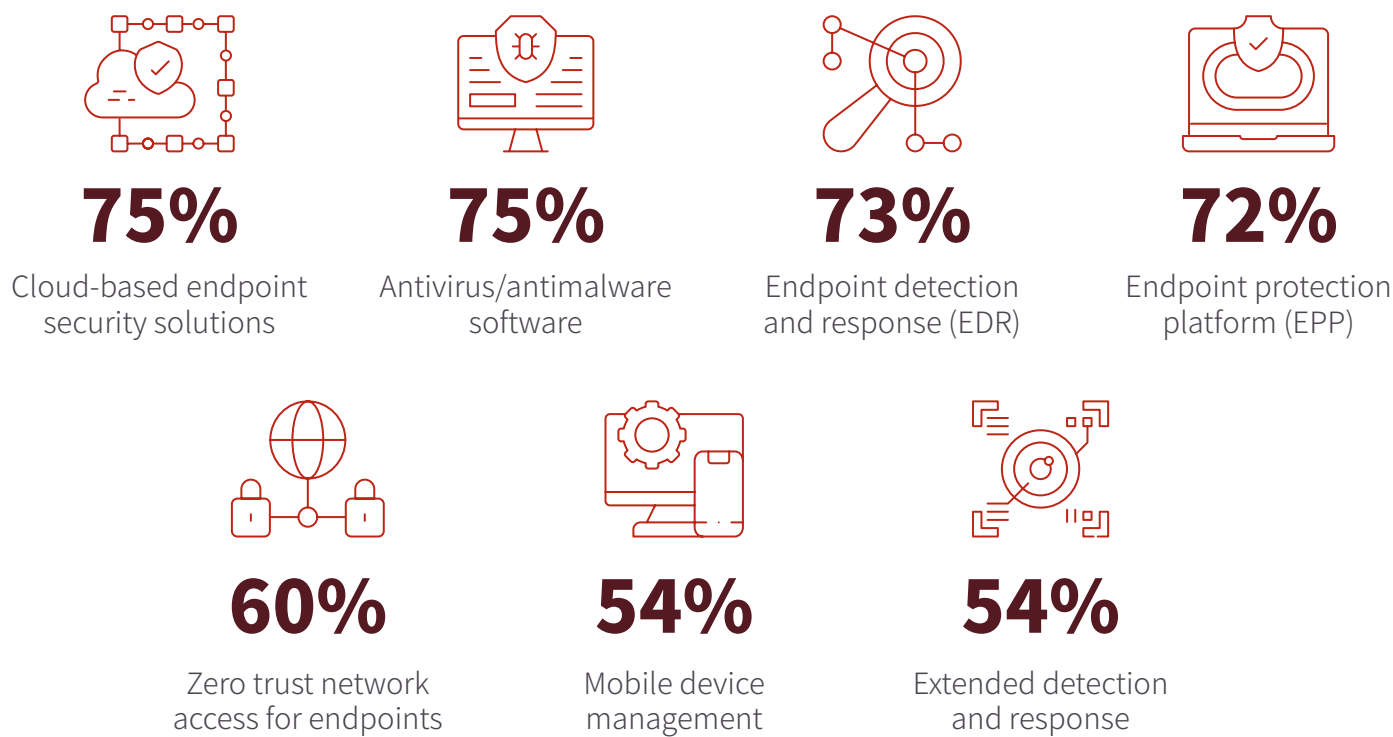 75%
75%
73%
72%
Cloud-based endpoint
security solutions
Antivirus/antimalware
software
Endpoint detection
and response (EDR)
Endpoint protection
platform (EPP)
60%
54%
54%
Zero trust network
access for endpoints
Mobile device
management
Extended detection
and response